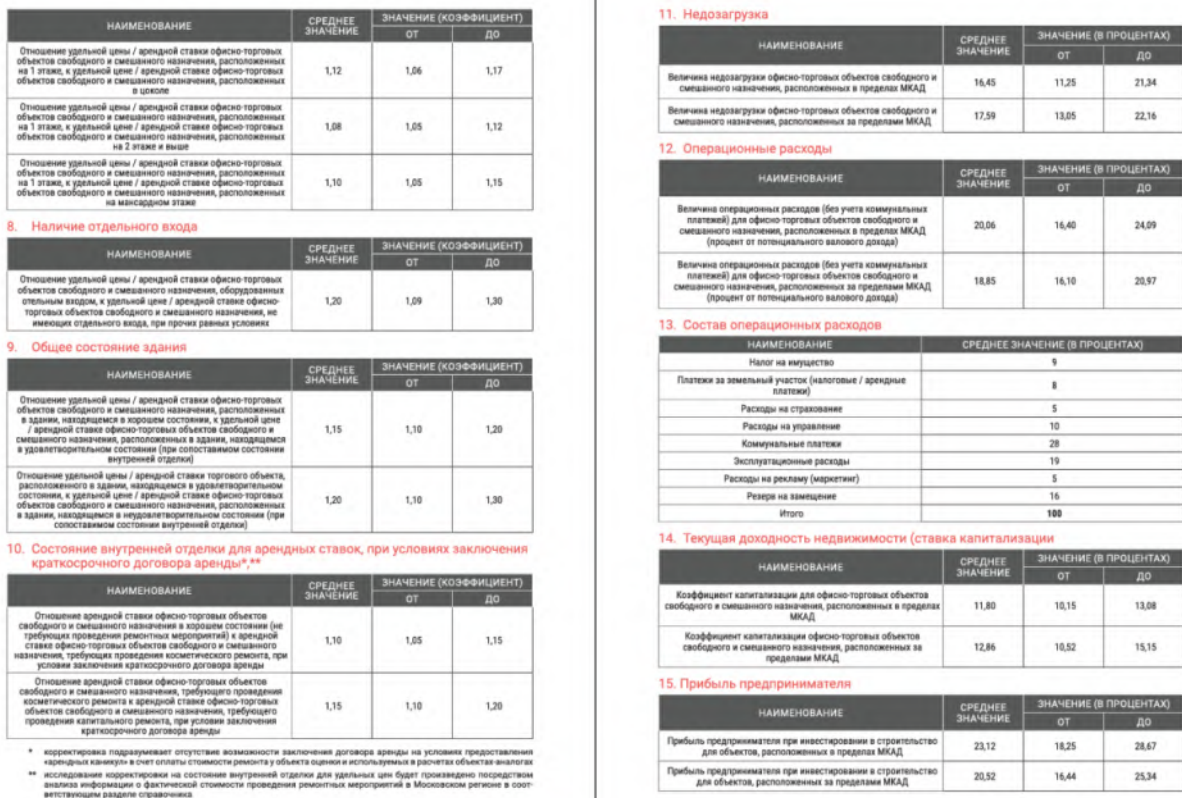 НАИМЕНОВАНИЕ
СРЕДНЕЕ ЗНАЧЕНИЕ
ЗНАЧЕНИЕ (КОЭФФИЦИЕНТ)
ОТ
ДО
Отношение удельной цены / арендной ставки офисно-торговых
объектов свободного и смешанного назначения, расположенных
на 1 этаже, к удельной цене / арендной ставке офисно-торговых
объектов свободного и смешанного назначения, расположенных
в цоколе
1,12 1,06 1,17
Отношение удельной цены / арендной ставки офисно-торговых
объектов свободного и смешанного назначения, расположенных
на 1 этаже, к удельной цене / арендной ставке офисно-торговых
объектов свободного и смешанного назначения, расположенных
на 2 этаже и выше
1,08 1,05 1,12
Отношение удельной цены / арендной ставки офисно-торговых
объектов свободного и смешанного назначения, расположенных
на 1 этаже, к удельной цене / арендной ставке офисно-торговых
объектов свободного и смешанного назначения, расположенных
на мансардном этаже
1,10 1,05 1,15
8. Наличие отдельного входа
НАИМЕНОВАНИЕ
СРЕДНЕЕ ЗНАЧЕНИЕ
ЗНАЧЕНИЕ (КОЭФФИЦИЕНТ)
ОТ
ДО
Отношение удельной цены / арендной ставки офисно-торговых
объектов свободного и смешанного назначения, оборудованных
отельным входом, к удельной цене / арендной ставке офисно-
торговых объектов свободного и смешанного назначения, не
имеющих отдельного входа, при прочих равных условиях
1,20 1,09 1,30
9. Общее состояние здания
НАИМЕНОВАНИЕ
СРЕДНЕЕ ЗНАЧЕНИЕ
ЗНАЧЕНИЕ (КОЭФФИЦИЕНТ)
ОТ
ДО
Отношение удельной цены / арендной ставки офисно-торговых
объектов свободного и смешанного назначения, расположенных
в здании, находящемся в хорошем состоянии, к удельной цене
/ арендной ставке офисно-торговых объектов свободного и
смешанного назначения, расположенных в здании, находящемся
в удовлетворительном состоянии (при сопоставимом состоянии
внутренней отделки)
1,15 1,10 1,20
Отношение удельной цены / арендной ставки торгового объекта,
расположенного в здании, находящемся в удовлетворительном
состоянии, к удельной цене / арендной ставке офисно-торговых
объектов свободного и смешанного назначения, расположенных
в здании, находящемся в неудовлетворительном состоянии (при
сопоставимом состоянии внутренней отделки)
1,20 1,10 1,30
10. Состояние внутренней отделки для арендных ставок, при условиях заключения
краткосрочного договора аренды*,**
НАИМЕНОВАНИЕ
СРЕДНЕЕ ЗНАЧЕНИЕ
ЗНАЧЕНИЕ (КОЭФФИЦИЕНТ)
ОТ
ДО
Отношение арендной ставки офисно-торговых объектов
свободного и смешанного назначения в хорошем состоянии (не
требующих проведения ремонтных мероприятий) к арендной
ставке офисно-торговых объектов свободного и смешанного
назначения, требующих проведения косметического ремонта, при
условии заключения краткосрочного договора аренды
1,10 1,05 1,15
Отношение арендной ставки офисно-торговых объектов
свободного и смешанного назначения, требующего проведения
косметического ремонта к арендной ставке офисно-торговых
объектов свободного и смешанного назначения, требующего
проведения капитального ремонта, при условии заключения
краткосрочного договора аренды
1,15 1,10 1,20
* корректировка подразумевает отсутствие возможности заключения договора аренды на условиях предоставления
«арендных каникул» в счет оплаты стоимости ремонта у объекта оценки и используемых в расчетах объектах-аналогах
** исследование корректировки на состояние внутренней отделки для удельных цен будет произведено посредством
анализа информации о фактической стоимости проведения ремонтных мероприятий в Московском регионе в соот-
ветствующем разделе справочника
11. Недозагрузка
НАИМЕНОВАНИЕ
СРЕДНЕЕ ЗНАЧЕНИЕ
ЗНАЧЕНИЕ (В ПРОЦЕНТАХ)
ОТ
ДО
Величина недозагрузки офисно-торговых объектов свободного и
смешанного назначения, расположенных в пределах МКАД
16,45 11,25 21,34
Величина недозагрузки офисно-торговых объектов свободного и
смешанного назначения, расположенных за пределами МКАД
17,59 13,05 22,16
12. Операционные расходы
НАИМЕНОВАНИЕ
СРЕДНЕЕ ЗНАЧЕНИЕ
ЗНАЧЕНИЕ (В ПРОЦЕНТАХ)
ОТ
ДО
Величина операционных расходов (без учета коммунальных
платежей) для офисно-торговых объектов свободного и
смешанного назначения, расположенных в пределах МКАД
(процент от потенциального валового дохода)
20,06 16,40 24,09
Величина операционных расходов (без учета коммунальных
платежей) для офисно-торговых объектов свободного и
смешанного назначения, расположенных за пределами МКАД
(процент от потенциального валового дохода)
18,85 16,10 20,97
13. Состав операционных расходов
НАИМЕНОВАНИЕ СРЕДНЕЕ ЗНАЧЕНИЕ (В ПРОЦЕНТАХ)
Налог на имущество 9
Платежи за земельный участок (налоговые / арендные
платежи) 8
Расходы на страхование 5
Расходы на управление 10
Коммунальные платежи 28
Эксплуатационные расходы 19
Расходы на рекламу (маркетинг) 5
Резерв на замещение 16
Итого 100
14. Текущая доходность недвижимости (ставка капитализации
НАИМЕНОВАНИЕ
СРЕДНЕЕ ЗНАЧЕНИЕ
ЗНАЧЕНИЕ (В ПРОЦЕНТАХ)
ОТ
ДО
Коэффициент капитализации для офисно-торговых объектов
свободного и смешанного назначения, расположенных в пределах
МКАД
11,80 10,15 13,08
Коэффициент капитализации офисно-торговых объектов
свободного и смешанного назначения, расположенных за
пределами МКАД
12,86 10,52 15,15
15. Прибыль предпринимателя
НАИМЕНОВАНИЕ
СРЕДНЕЕ ЗНАЧЕНИЕ
ЗНАЧЕНИЕ (В ПРОЦЕНТАХ)
ОТ
ДО
Прибыль предпринимателя при инвестировании в строительство
для объектов, расположенных в пределах МКАД
23,12 18,25 28,67
Прибыль предпринимателя при инвестировании в строительство
для объектов, расположенных за пределами МКАД
20,52 16,44 25,34